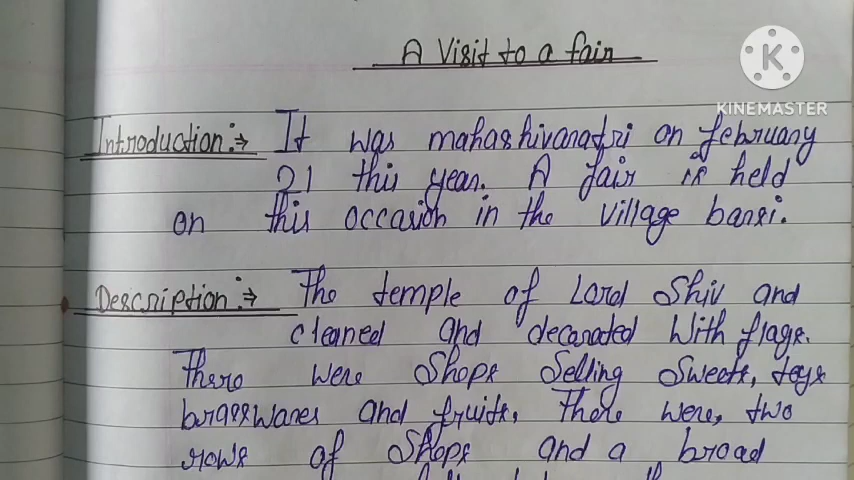 A Visit to a fair
KINEMASTER
Introduction:→ It was mahashivaratri on february
21 this year. A fair is held
on this occasion in the village bansi.
Description:→ The temple of Lord Shiv and
cleaned and decarated With flags.
There were Shops Selling Sweets, toys
brasswares and fruits, There were, two
rows of Shops and a broad